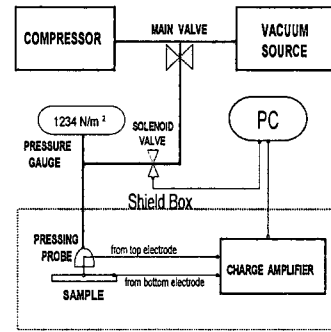 COMPRESSOR
MAIN VALVE
VACUUM
SOURCE
1234 N/m²
PRESSURE
GAUGE
SOLENOID
VALVE
PC
Shield Box
PRESSING
PROBE
from top electrode
CHARGE AMPLIFIER
from bottom electrode
SAMPLE